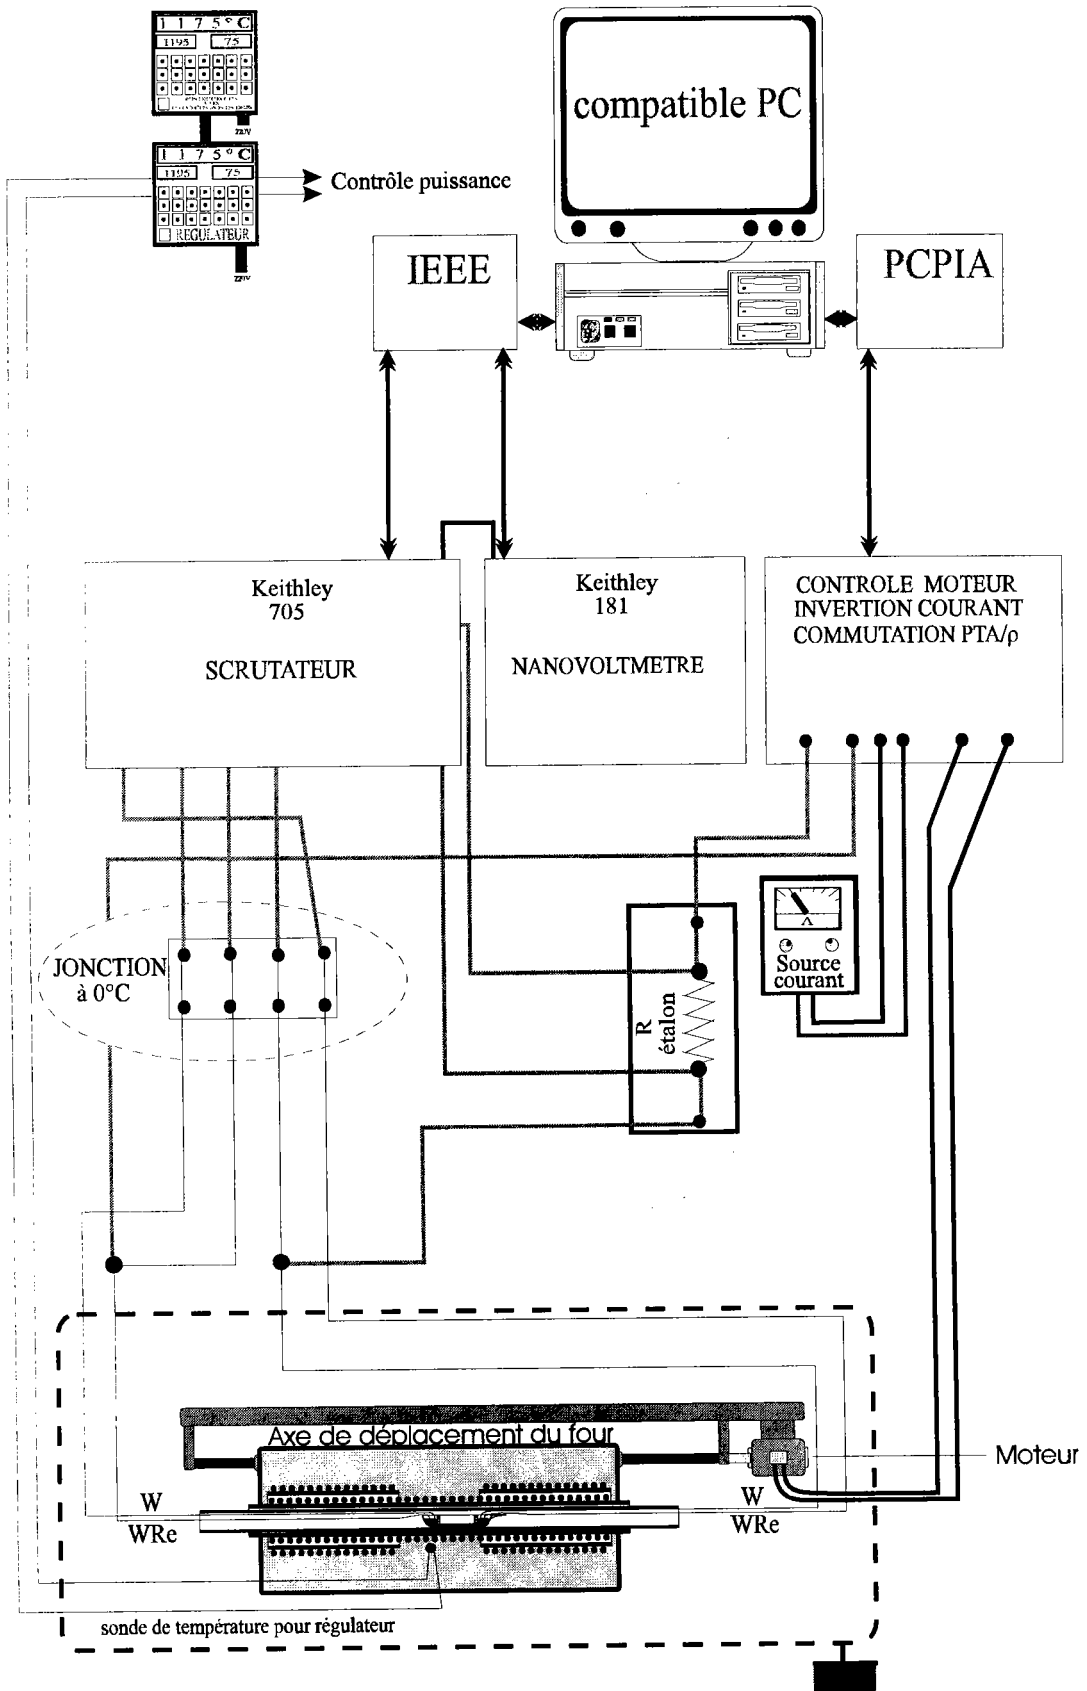 1 1 7 5°C
1195 75
220V
1 1 7 5°C
1195 75
REGULATEUR
220V
Contrôle puissance
compatible PC
IEEE
PCPIA
Keithley
705
SCRUTATEUR
Keithley
181
NANOVOLTMETRE
CONTROLE MOTEUR
INVERTION COURANT
COMMUTATION PTA/ρ
JONCTION
à 0°C
R
étalon
A
Source
courant
Axe de déplacement du four
Moteur
W
WRe
W
WRe
sonde de température pour régulateur